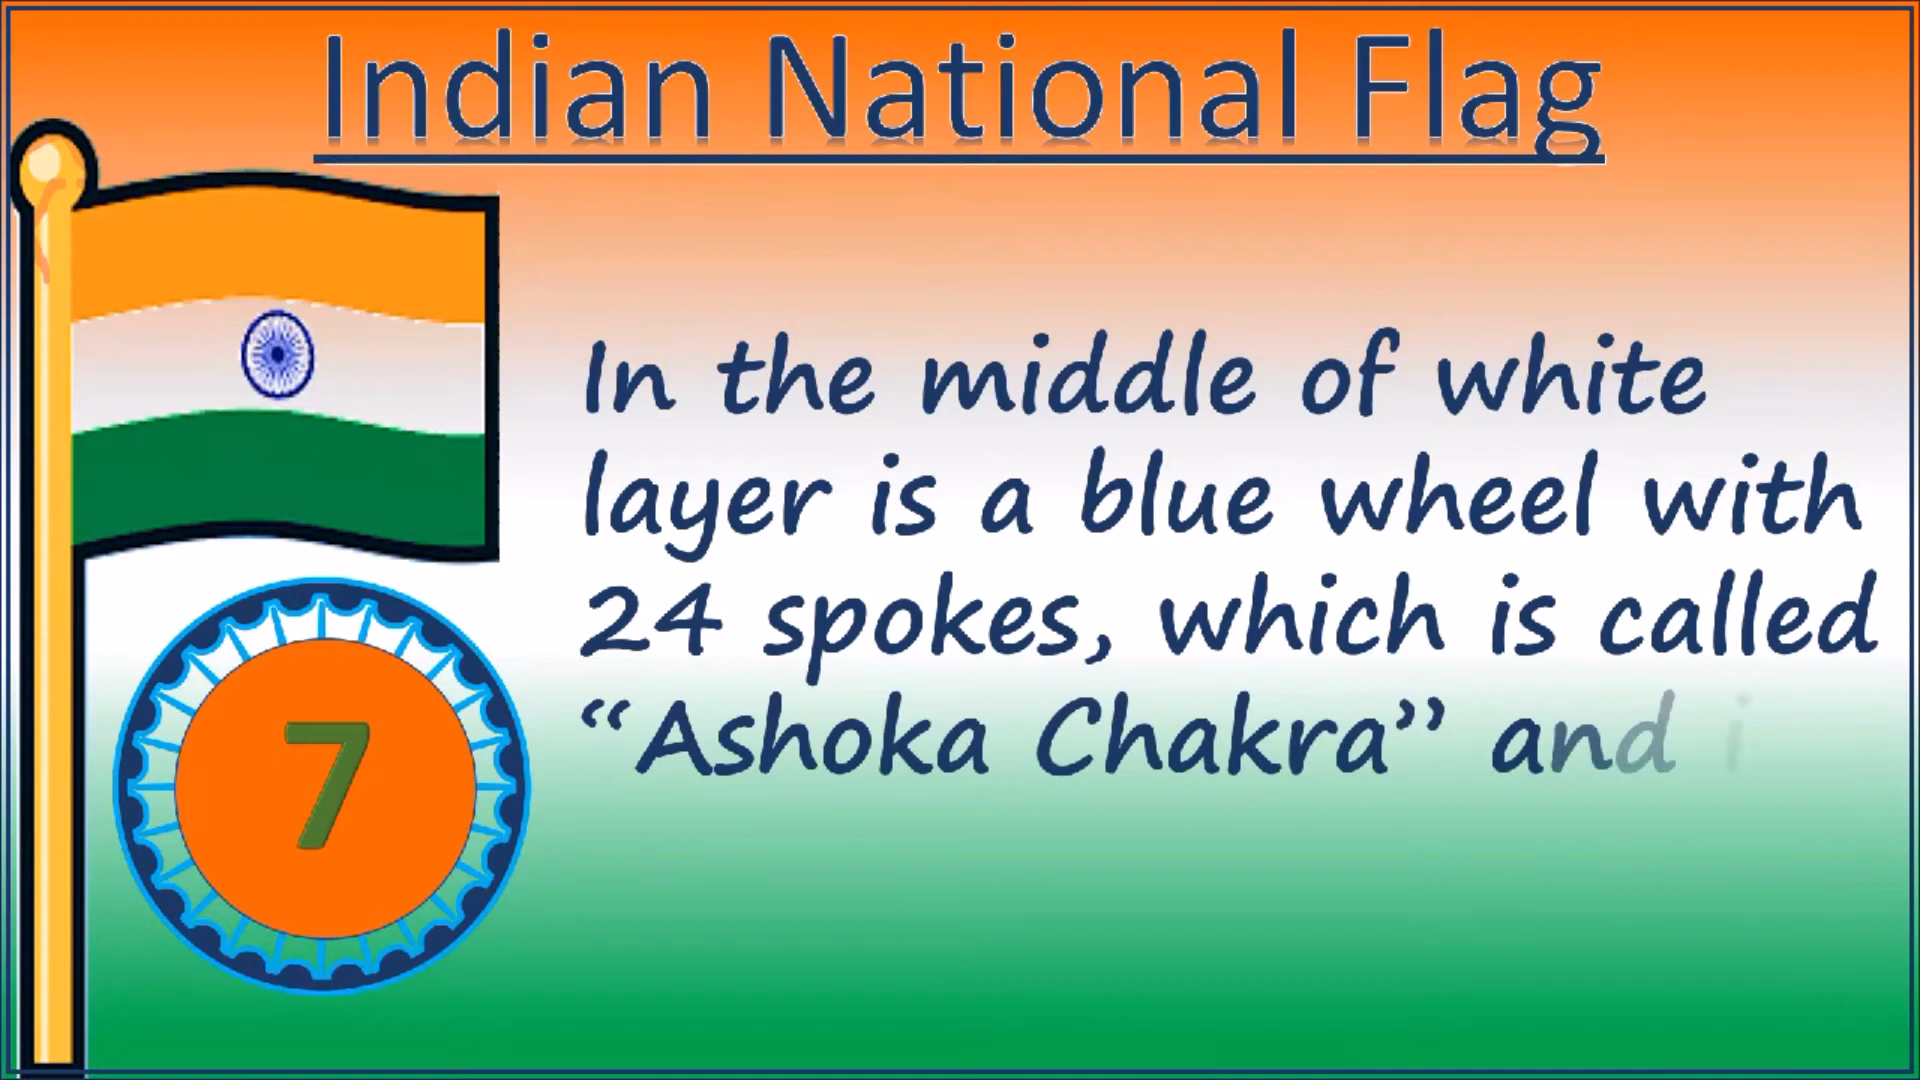 Indian National Flag
In the middle of white
layer is a blue wheel with
24 spokes, which is called
“Ashoka Chakra” and i
7